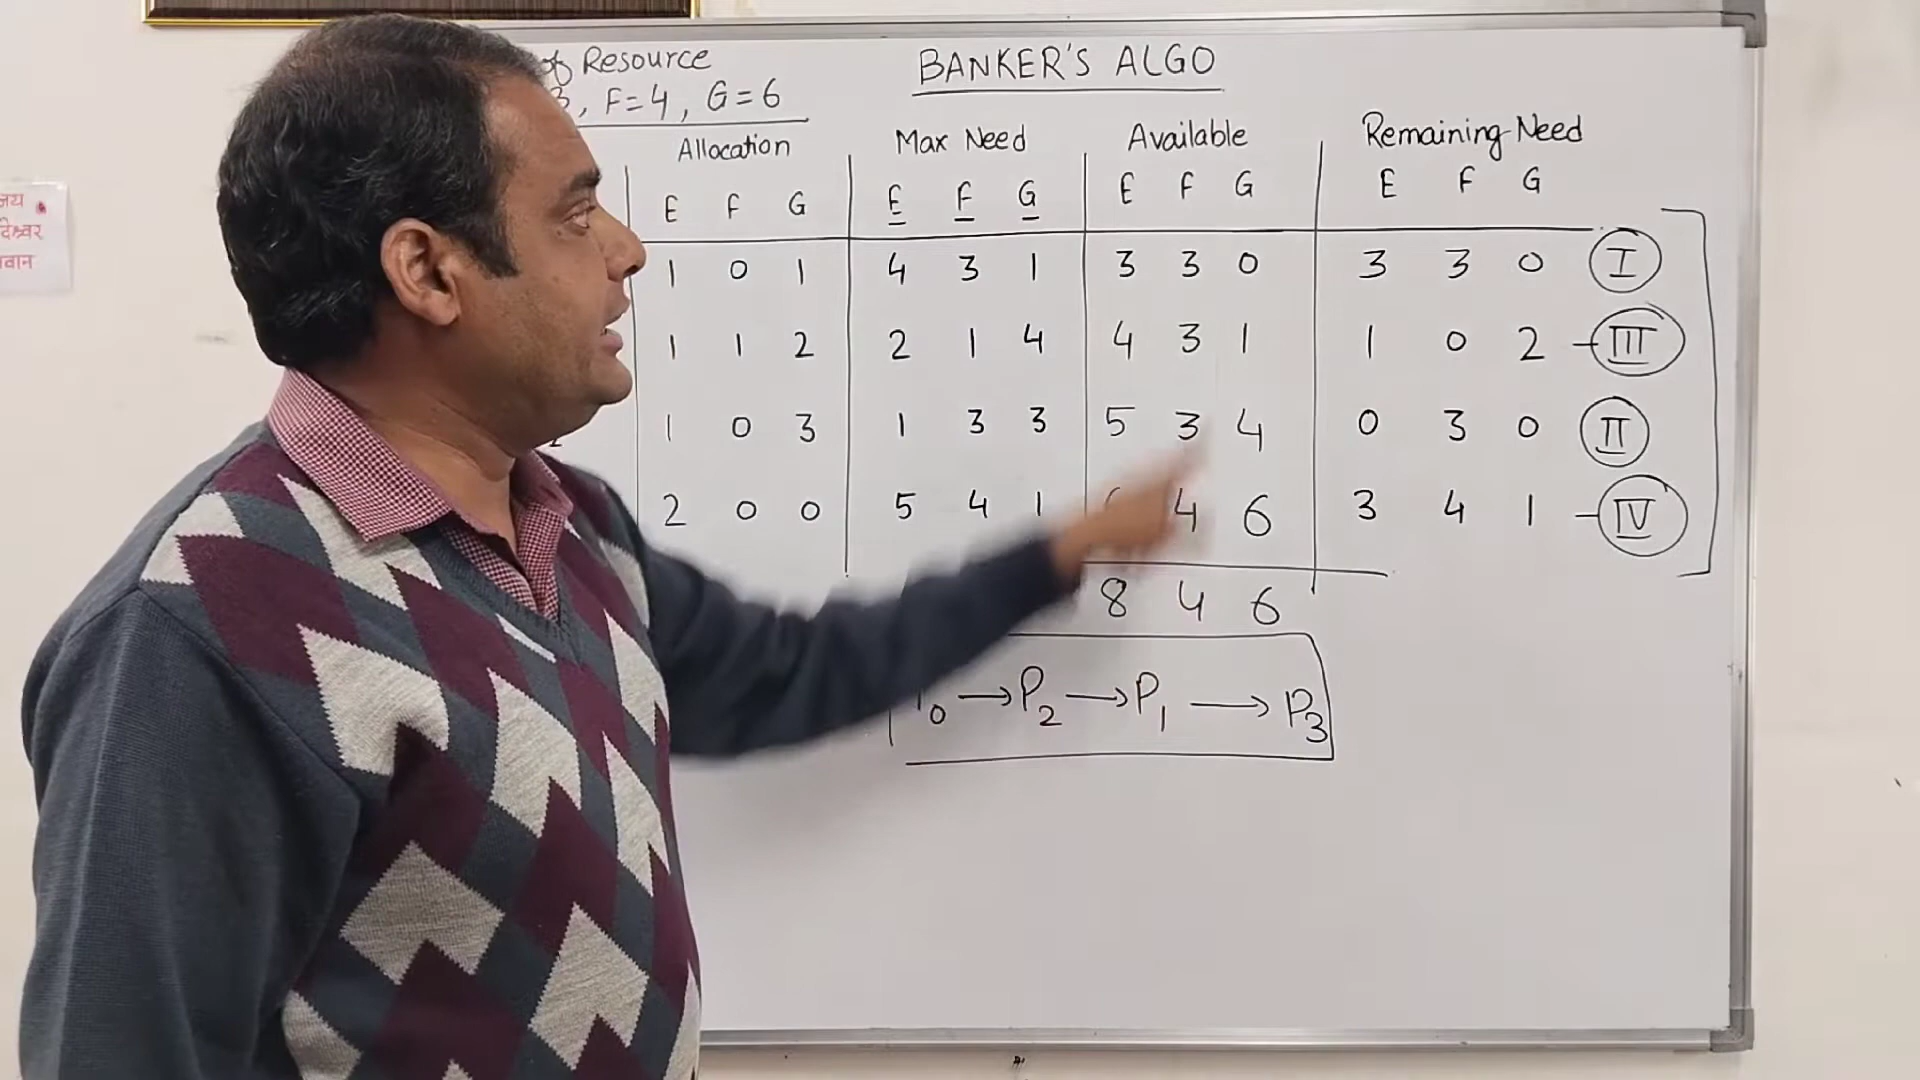 of Resource
BANKER'S ALGO
3, F=4, G=6
Allocation Max Need Available Remaining Need
E F G E F G E F G E F G
1 0 1 4 3 1 3 3 0 3 3 0 I
1 1 2 2 1 4 4 3 1 1 0 2 - III
1 0 3 1 3 3 5 3 4 0 3 0 II
2 0 0 5 4 1 4 6 3 4 1 - IV
8 4 6
0 → P2 → P1 → P3